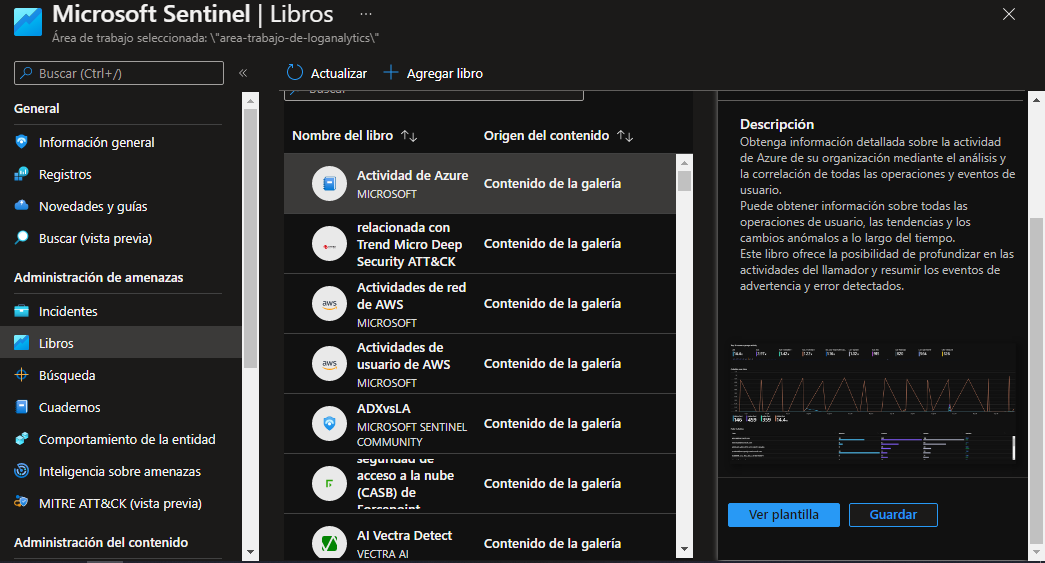 Microsoft Sentinel | Libros ...
Área de trabajo seleccionada: \"area-trabajo-de-loganalytics\"
Buscar (Ctrl+/)
«
Actualizar
Agregar libro
General
Información general
Registros
Novedades y guías
Buscar (vista previa)
Administración de amenazas
Incidentes
Libros
Búsqueda
Cuadernos
Comportamiento de la entidad
Inteligencia sobre amenazas
MITRE ATT&CK (vista previa)
Administración del contenido
Buscar
Nombre del libro
Origen del contenido
Actividad de Azure
MICROSOFT
Contenido de la galería
relacionada con
Trend Micro Deep
Security ATT&CK
Contenido de la galería
aws
Actividades de red
de AWS
MICROSOFT
Contenido de la galería
aws
Actividades de
usuario de AWS
MICROSOFT
Contenido de la galería
ADXvsLA
MICROSOFT SENTINEL
COMMUNITY
Contenido de la galería
seguridad de
acceso a la nube
(CASB) de
Forcepoint
Contenido de la galería
AI Vectra Detect
VECTRA AI
Contenido de la galería
Descripción
Obtenga información detallada sobre la actividad
de Azure de su organización mediante el análisis y
la correlación de todas las operaciones y eventos de
usuario.
Puede obtener información sobre todas las
operaciones de usuario, las tendencias y los
cambios anómalos a lo largo del tiempo.
Este libro ofrece la posibilidad de profundizar en las
actividades del llamador y resumir los eventos de
advertencia y error detectados.
Ver plantilla
Guardar